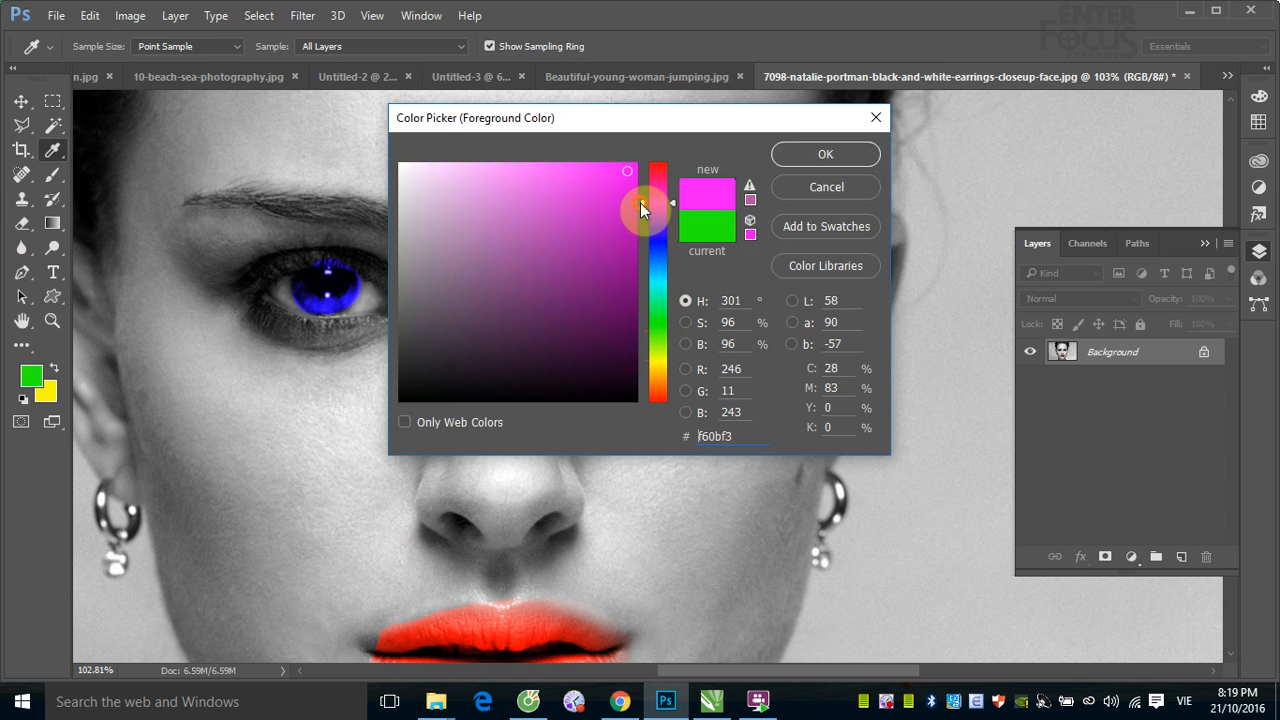 Ps File Edit Image Layer Type Select Filter 3D View Window Help
ENTER
FOCUS
Sample Size: Point Sample Sample: All Layers Show Sampling Ring Essentials
n.jpg × 10-beach-sea-photography.jpg × Untitled-2 @ 2... × Untitled-3 @ 6... × Beautiful-young-woman-jumping.jpg × 7098-natalie-portman-black-and-white-earrings-closeup-face.jpg @ 103% (RGB/8#) * ×
Color Picker (Foreground Color)
new
current
OK
Cancel
Add to Swatches
Color Libraries
H: 301 ° L: 58
S: 96 % a: 90
B: 96 % b: -57
R: 246 C: 28 %
G: 11 M: 83 %
B: 243 Y: 0 %
K: 0 %
# f60bf3
Only Web Colors
Layers Channels Paths
Kind
Normal Opacity: 100%
Lock: Fill: 100%
Background
fx
102.81% Doc: 6.59M/6.59M
Search the web and Windows
Ps
VIE
8:19 PM
21/10/2016